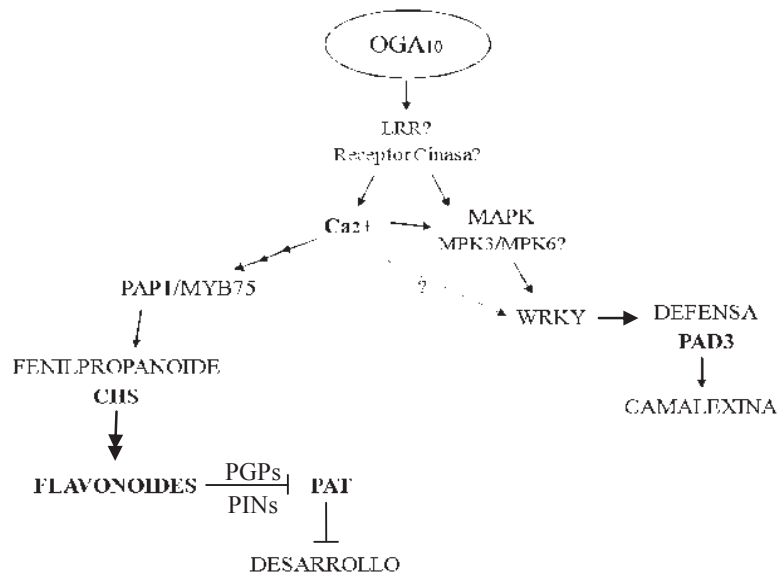 OGA10
LRR?
Receptor Cinasa?
Ca2+
MAPK
MPK3/MPK6?
PAP1/MYB75
?
WRKY
DEFENSA
PAD3
FENILPROPANOIDE
CHS
CAMALEXINA
FLAVONOIDES
PGPs
PINs
PAT
DESARROLLO